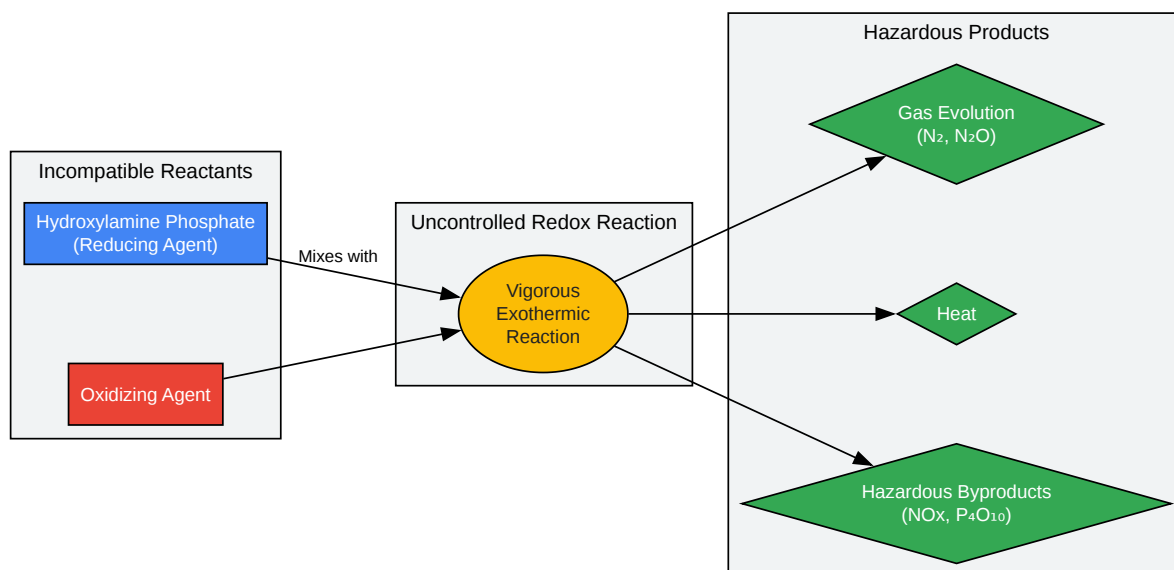 Incompatible Reactants
Hydroxylamine Phosphate
(Reducing Agent)
Oxidizing Agent
Mixes with
Uncontrolled Redox Reaction
Vigorous
Exothermic
Reaction
Hazardous Products
Gas Evolution
(N₂, N₂O)
Heat
Hazardous Byproducts
(NOx, P₄O₁₀)